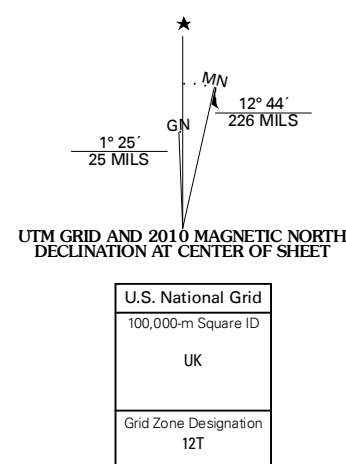 ★
MN
GN
12° 44´
226 MILS
1° 25´
25 MILS
UTM GRID AND 2010 MAGNETIC NORTH
DECLINATION AT CENTER OF SHEET
U.S. National Grid
100,000-m Square ID
UK
Grid Zone Designation
12T